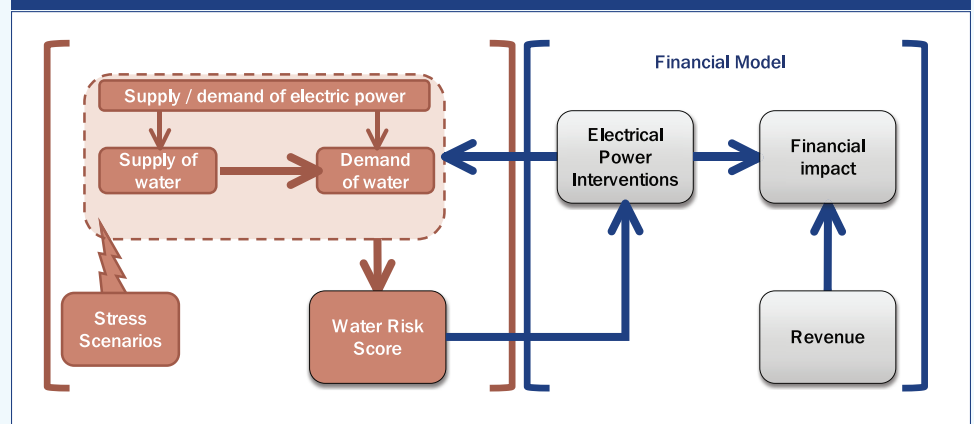 Financial Model
Supply / demand of electric power
Supply of
water
Demand
of water
Electrical
Power
Interventions
Financial
impact
Stress
Scenarios
Water Risk
Score
Revenue